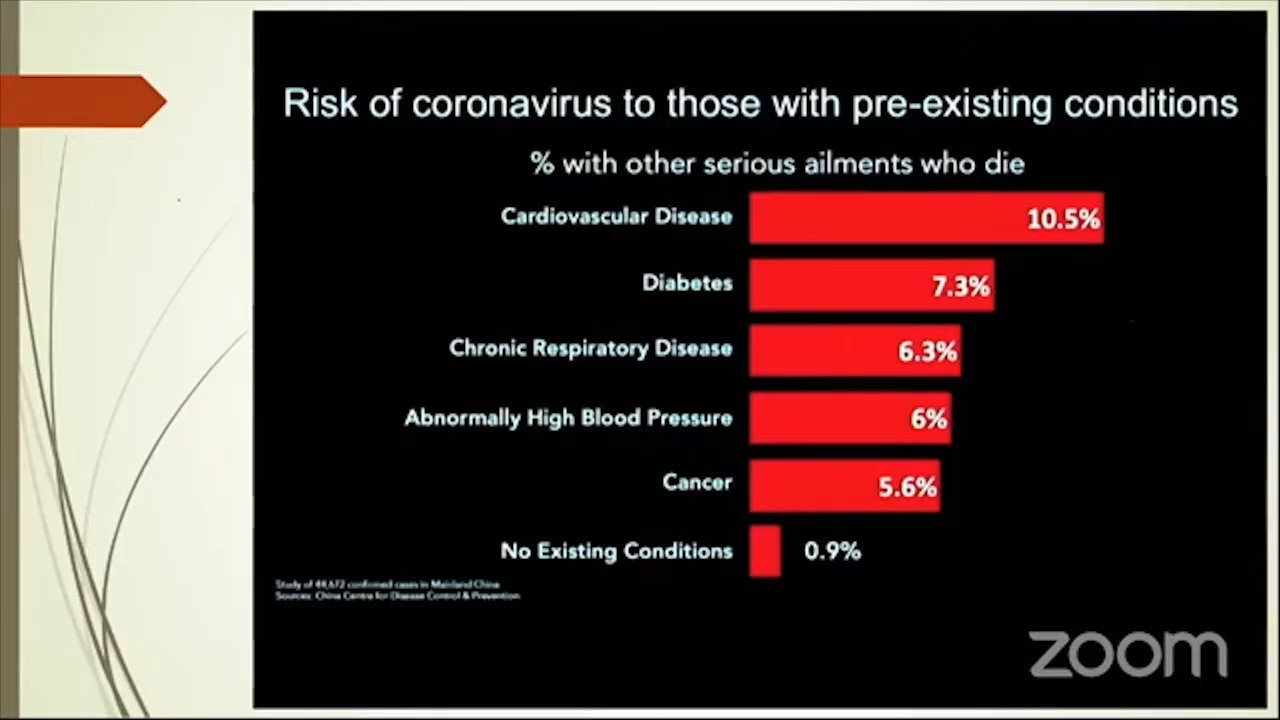 Risk of coronavirus to those with pre-existing conditions
% with other serious ailments who die
Cardiovascular Disease 10.5%
Diabetes 7.3%
Chronic Respiratory Disease 6.3%
Abnormally High Blood Pressure 6%
Cancer 5.6%
No Existing Conditions 0.9%
Study of 44,672 confirmed cases in Mainland China
Sources: China Centre for Disease Control & Prevention
zoom